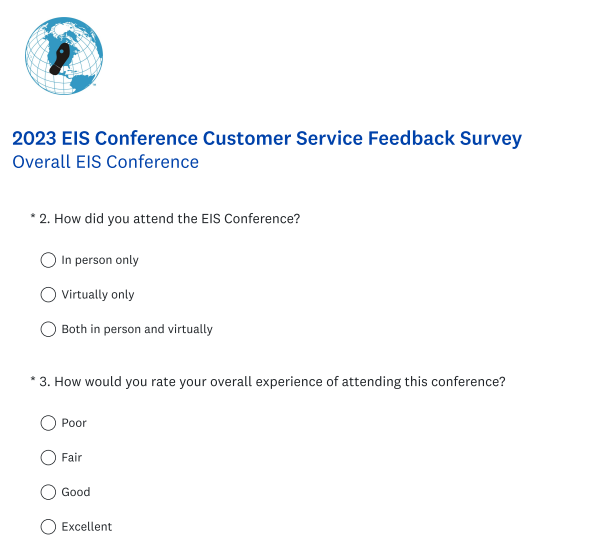 2023 EIS Conference Customer Service Feedback Survey
Overall EIS Conference
* 2. How did you attend the EIS Conference?
In person only
Virtually only
Both in person and virtually
* 3. How would you rate your overall experience of attending this conference?
Poor
Fair
Good
Excellent